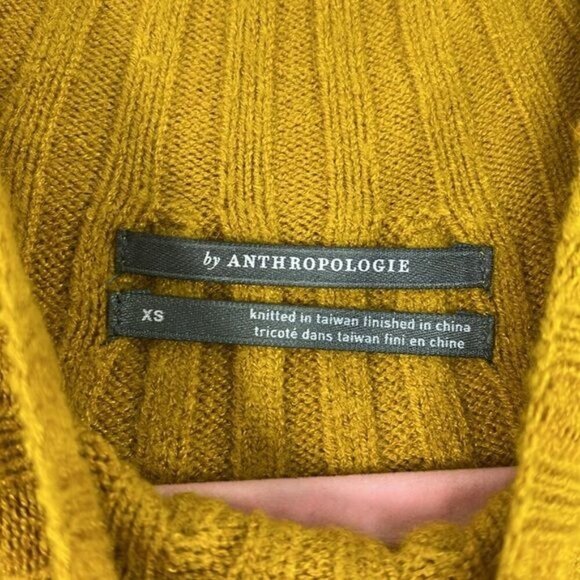 by ANTHROPOLOGIE
XS
knitted in taiwan finished in china
tricoté dans taiwan fini en chine